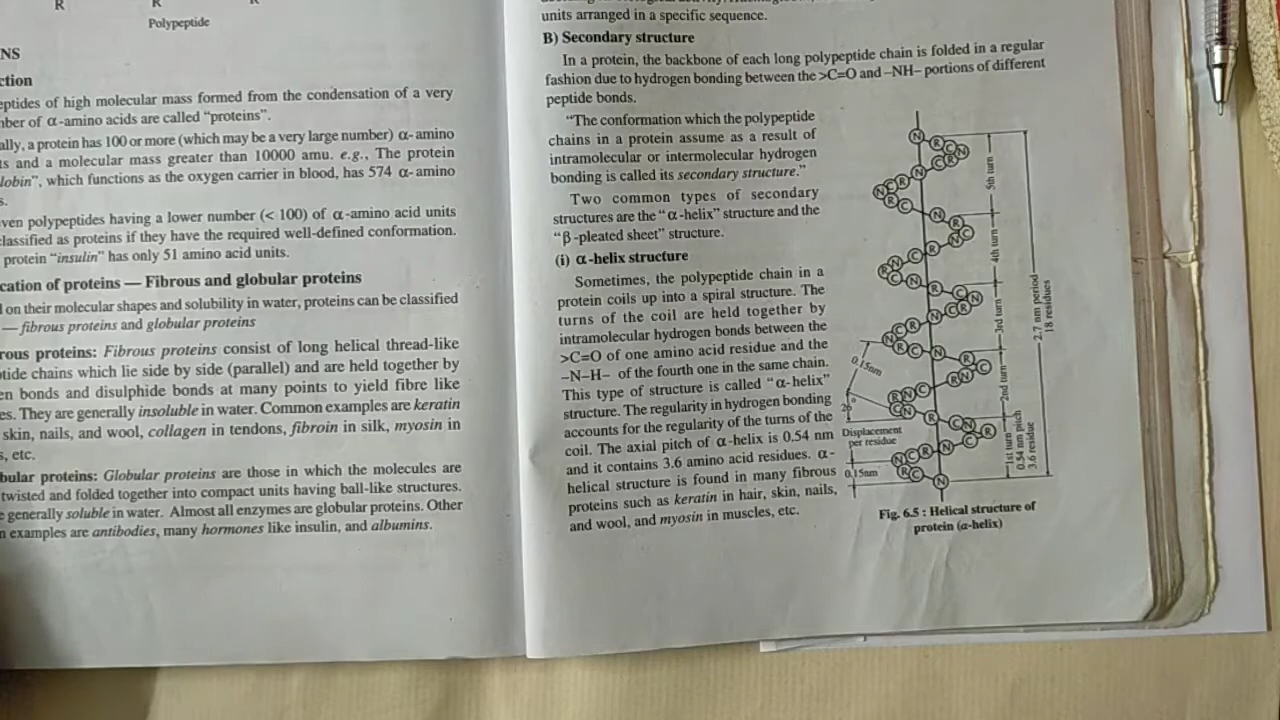 R
R
R
Polypeptide
NS
ction
eptides of high molecular mass formed from the condensation of a very
nber of α-amino acids are called "proteins".
ally, a protein has 100 or more (which may be a very large number) α-amino
ts and a molecular mass greater than 10000 amu. e.g., The protein
lobin", which functions as the oxygen carrier in blood, has 574 α-amino
s.
ven polypeptides having a lower number (< 100) of α-amino acid units
classified as proteins if they have the required well-defined conformation.
protein "insulin" has only 51 amino acid units.
cation of proteins — Fibrous and globular proteins
l on their molecular shapes and solubility in water, proteins can be classified
— fibrous proteins and globular proteins
rous proteins: Fibrous proteins consist of long helical thread-like
tide chains which lie side by side (parallel) and are held together by
en bonds and disulphide bonds at many points to yield fibre like
es. They are generally insoluble in water. Common examples are keratin
skin, nails, and wool, collagen in tendons, fibroin in silk, myosin in
s, etc.
bular proteins: Globular proteins are those in which the molecules are
twisted and folded together into compact units having ball-like structures.
e generally soluble in water. Almost all enzymes are globular proteins. Other
n examples are antibodies, many hormones like insulin, and albumins.
units arranged in a specific sequence.
B) Secondary structure
In a protein, the backbone of each long polypeptide chain is folded in a regular
fashion due to hydrogen bonding between the >C=O and –NH– portions of different
peptide bonds.
"The conformation which the polypeptide
chains in a protein assume as a result of
intramolecular or intermolecular hydrogen
bonding is called its secondary structure."
Two common types of secondary
structures are the "α-helix" structure and the
"β-pleated sheet" structure.
(i) α-helix structure
Sometimes, the polypeptide chain in a
protein coils up into a spiral structure. The
turns of the coil are held together by
intramolecular hydrogen bonds between the
>C=O of one amino acid residue and the
–N–H– of the fourth one in the same chain.
This type of structure is called "α-helix"
structure. The regularity in hydrogen bonding
accounts for the regularity of the turns of the
coil. The axial pitch of α-helix is 0.54 nm
and it contains 3.6 amino acid residues. α-
helical structure is found in many fibrous
proteins such as keratin in hair, skin, nails,
and wool, and myosin in muscles, etc.
5th turn
4th turn
3rd turn
2nd turn
1st turn
0.54 nm pitch
3.6 residue
2.7 nm period
18 residues
0.15nm
26°
Displacement
per residue
0.15nm
Fig. 6.5 : Helical structure of
protein (α-helix)